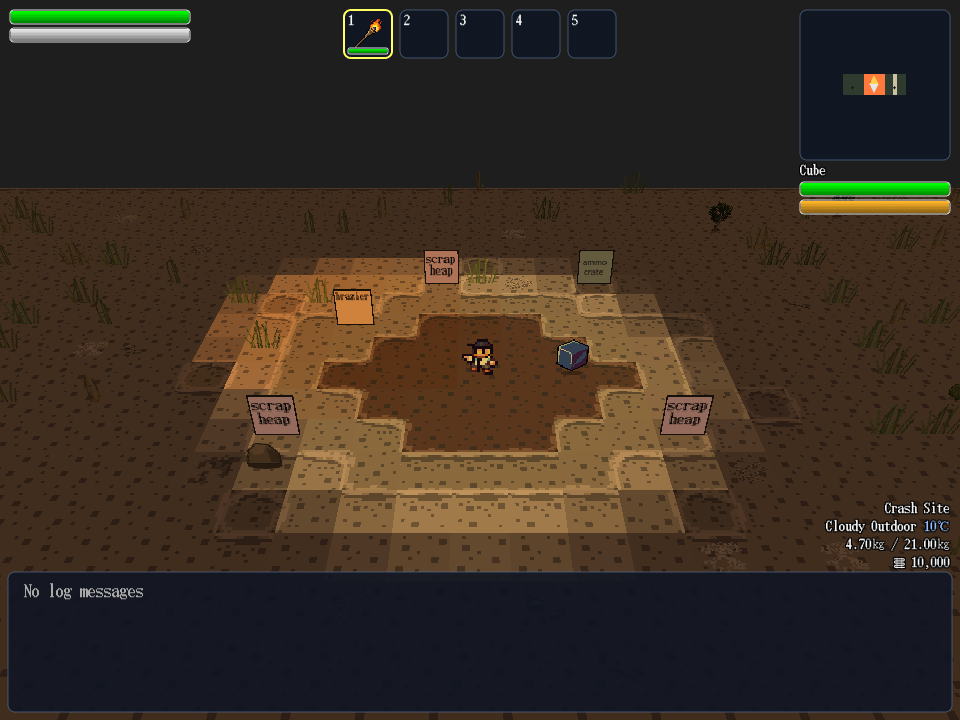 1
2
3
4
5
Cube
scrap
heap
ammo
crate
brazier
scrap
heap
scrap
heap
Crash Site
Cloudy Outdoor 10℃
4.70kg / 21.00kg
10,000
No log messages